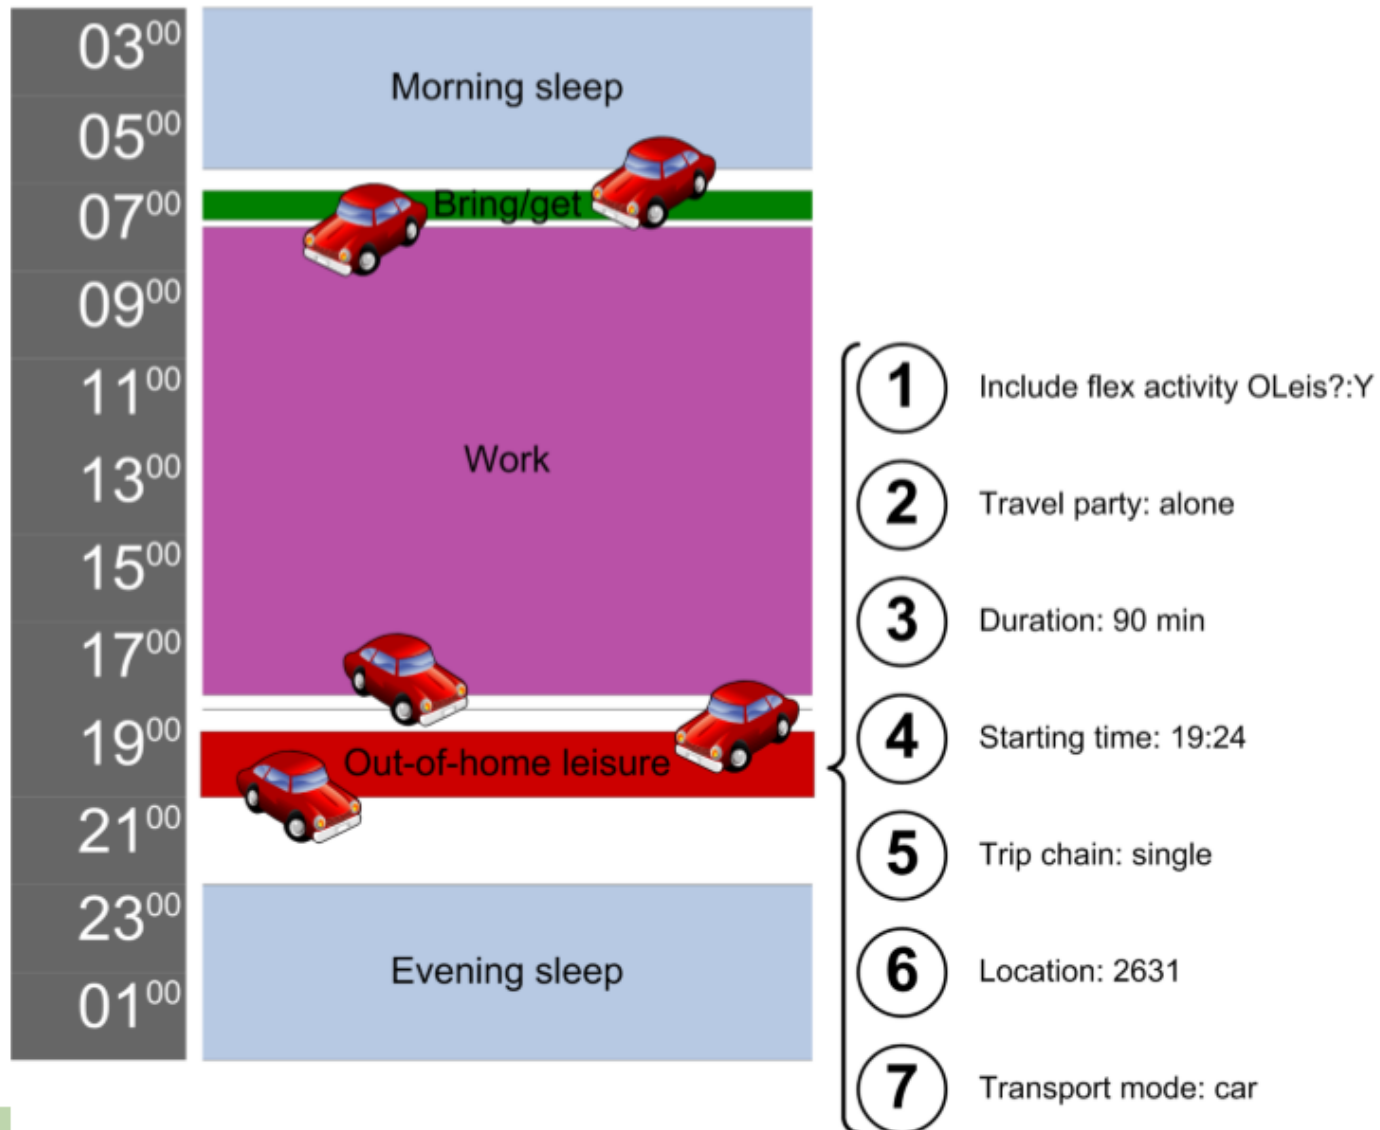 03⁰⁰
Morning sleep
05⁰⁰
07⁰⁰
Bring/get
09⁰⁰
11⁰⁰
13⁰⁰
Work
15⁰⁰
17⁰⁰
19⁰⁰
Out-of-home leisure
21⁰⁰
23⁰⁰
Evening sleep
01⁰⁰
1 Include flex activity OLeis?:Y
2 Travel party: alone
3 Duration: 90 min
4 Starting time: 19:24
5 Trip chain: single
6 Location: 2631
7 Transport mode: car